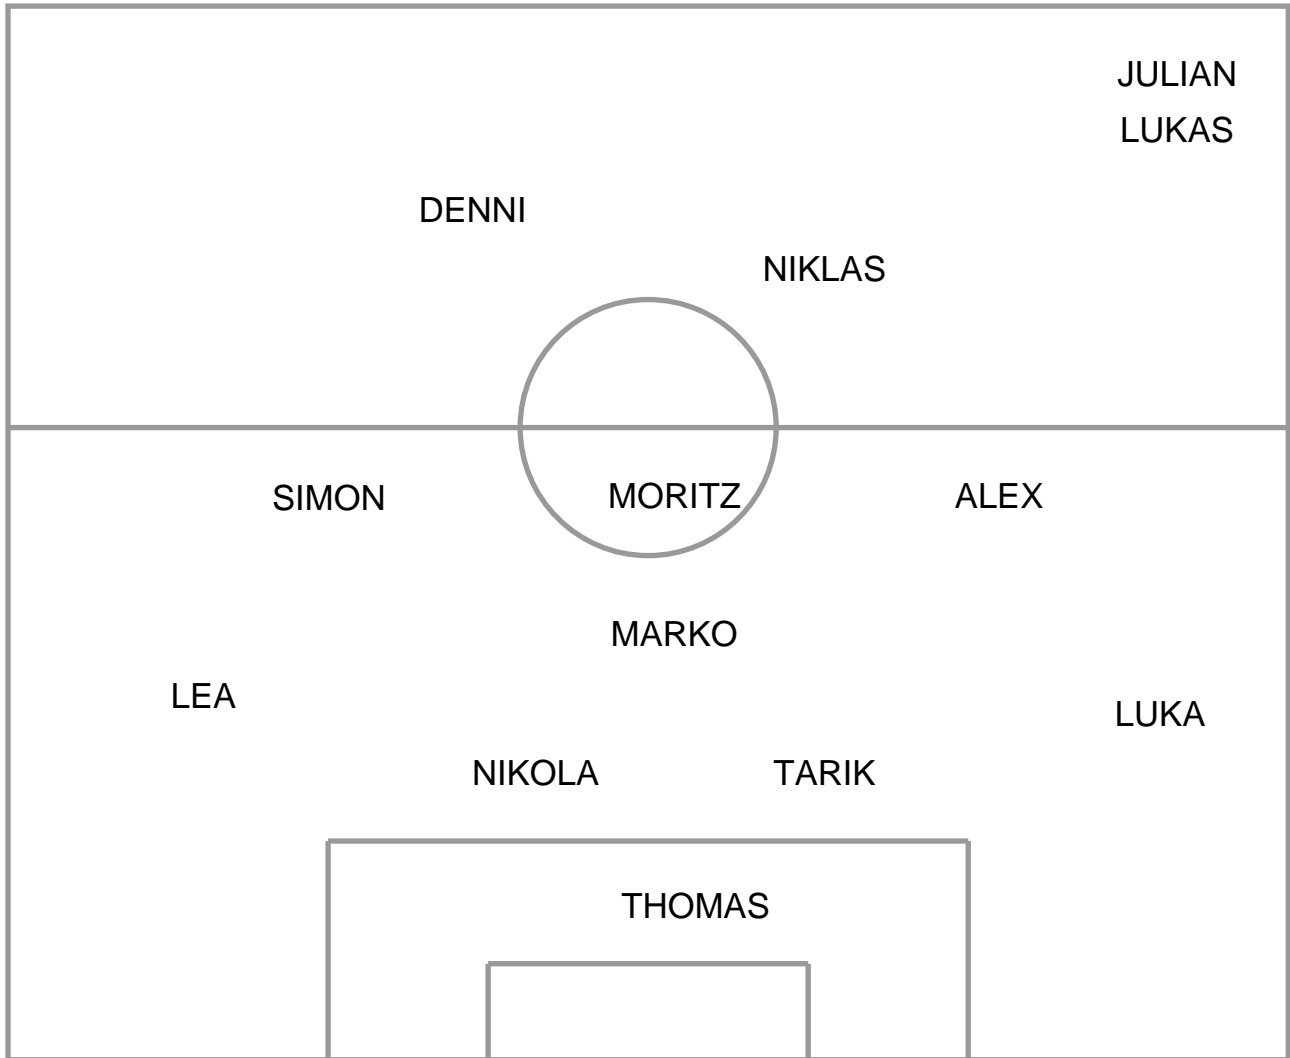 JULIAN
LUKAS
DENNI
NIKLAS
SIMON
MORITZ
ALEX
MARKO
LEA
LUKA
NIKOLA
TARIK
THOMAS